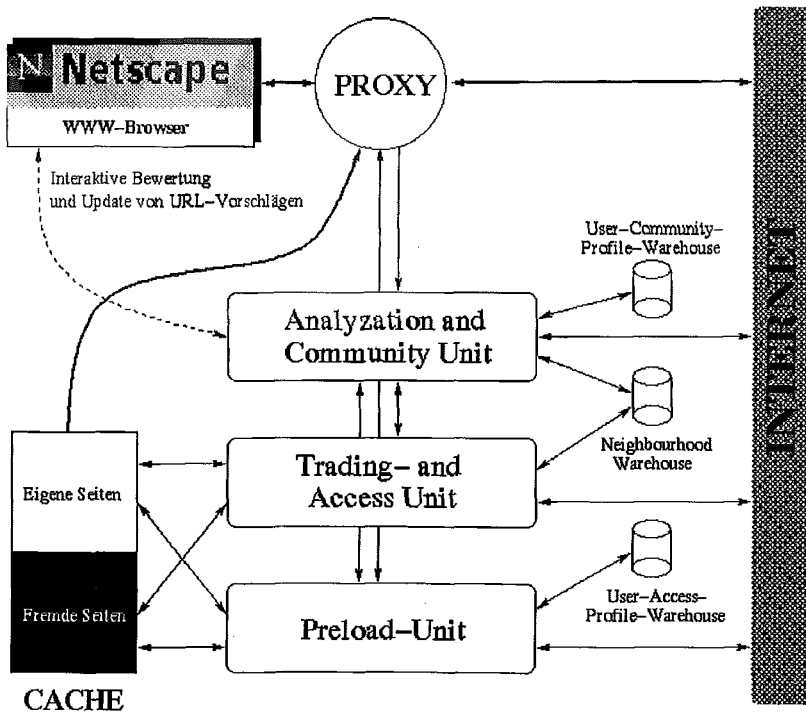 N Netscape
WWW-Browser
PROXY
Interaktive Bewertung
und Update von URL-Vorschlägen
User-Community-
Profile-Warehouse
Analyzation and
Community Unit
INTERNET
Neighbourhood
Warehouse
Trading- and
Access Unit
Eigene Seiten
Fremde Seiten
User-Access-
Profile-Warehouse
Preload-Unit
CACHE